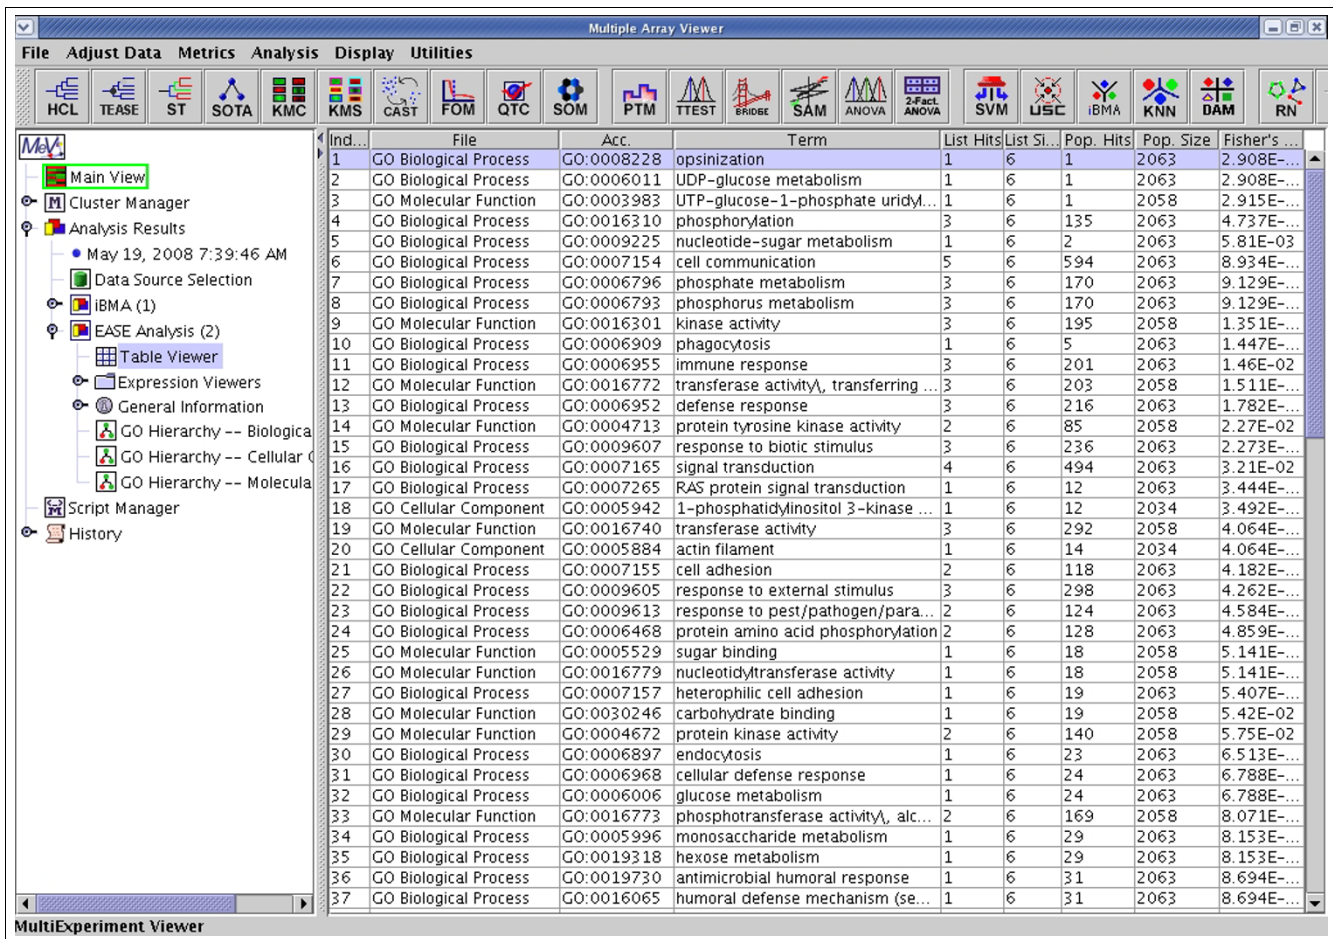 Multiple Array Viewer
File Adjust Data Metrics Analysis Display Utilities
HCL TEASE ST SOTA KMC KMS CAST FOM QTC SOM PTM TTEST BRIDGE SAM ANOVA 2-Fact. ANOVA SVM USC iBMA KNN DAM RN
MeV
Main View
M Cluster Manager
Analysis Results
May 19, 2008 7:39:46 AM
Data Source Selection
iBMA (1)
EASE Analysis (2)
Table Viewer
Expression Viewers
General Information
GO Hierarchy -- Biologica
GO Hierarchy -- Cellular
GO Hierarchy -- Molecula
Script Manager
History
Ind... File Acc. Term List Hits List Si... Pop. Hits Pop. Size Fisher's ...
1 GO Biological Process GO:0008228 opsinization 1 6 1 2063 2.908E-...
2 GO Biological Process GO:0006011 UDP-glucose metabolism 1 6 1 2063 2.908E-...
3 GO Molecular Function GO:0003983 UTP-glucose-1-phosphate uridyl... 1 6 1 2058 2.915E-...
4 GO Biological Process GO:0016310 phosphorylation 3 6 135 2063 4.737E-...
5 GO Biological Process GO:0009225 nucleotide-sugar metabolism 1 6 2 2063 5.81E-03
6 GO Biological Process GO:0007154 cell communication 5 6 594 2063 8.934E-...
7 GO Biological Process GO:0006796 phosphate metabolism 3 6 170 2063 9.129E-...
8 GO Biological Process GO:0006793 phosphorus metabolism 3 6 170 2063 9.129E-...
9 GO Molecular Function GO:0016301 kinase activity 3 6 195 2058 1.351E-...
10 GO Biological Process GO:0006909 phagocytosis 1 6 5 2063 1.447E-...
11 GO Biological Process GO:0006955 immune response 3 6 201 2063 1.46E-02
12 GO Molecular Function GO:0016772 transferase activity\, transferring ... 3 6 203 2058 1.511E-...
13 GO Biological Process GO:0006952 defense response 3 6 216 2063 1.782E-...
14 GO Molecular Function GO:0004713 protein tyrosine kinase activity 2 6 85 2058 2.27E-02
15 GO Biological Process GO:0009607 response to biotic stimulus 3 6 236 2063 2.273E-...
16 GO Biological Process GO:0007165 signal transduction 4 6 494 2063 3.21E-02
17 GO Biological Process GO:0007265 RAS protein signal transduction 1 6 12 2063 3.444E-...
18 GO Cellular Component GO:0005942 1-phosphatidylinositol 3-kinase ... 1 6 12 2034 3.492E-...
19 GO Molecular Function GO:0016740 transferase activity 3 6 292 2058 4.064E-...
20 GO Cellular Component GO:0005884 actin filament 1 6 14 2034 4.064E-...
21 GO Biological Process GO:0007155 cell adhesion 2 6 118 2063 4.182E-...
22 GO Biological Process GO:0009605 response to external stimulus 3 6 298 2063 4.262E-...
23 GO Biological Process GO:0009613 response to pest/pathogen/para... 2 6 124 2063 4.584E-...
24 GO Biological Process GO:0006468 protein amino acid phosphorylation 2 6 128 2063 4.859E-...
25 GO Molecular Function GO:0005529 sugar binding 1 6 18 2058 5.141E-...
26 GO Molecular Function GO:0016779 nucleotidyltransferase activity 1 6 18 2058 5.141E-...
27 GO Biological Process GO:0007157 heterophilic cell adhesion 1 6 19 2063 5.407E-...
28 GO Molecular Function GO:0030246 carbohydrate binding 1 6 19 2058 5.42E-02
29 GO Molecular Function GO:0004672 protein kinase activity 2 6 140 2058 5.75E-02
30 GO Biological Process GO:0006897 endocytosis 1 6 23 2063 6.513E-...
31 GO Biological Process GO:0006968 cellular defense response 1 6 24 2063 6.788E-...
32 GO Biological Process GO:0006006 glucose metabolism 1 6 24 2063 6.788E-...
33 GO Molecular Function GO:0016773 phosphotransferase activity\, alc... 2 6 169 2058 8.071E-...
34 GO Biological Process GO:0005996 monosaccharide metabolism 1 6 29 2063 8.153E-...
35 GO Biological Process GO:0019318 hexose metabolism 1 6 29 2063 8.153E-...
36 GO Biological Process GO:0019730 antimicrobial humoral response 1 6 31 2063 8.694E-...
37 GO Biological Process GO:0016065 humoral defense mechanism (se... 1 6 31 2063 8.694E-...
MultiExperiment Viewer